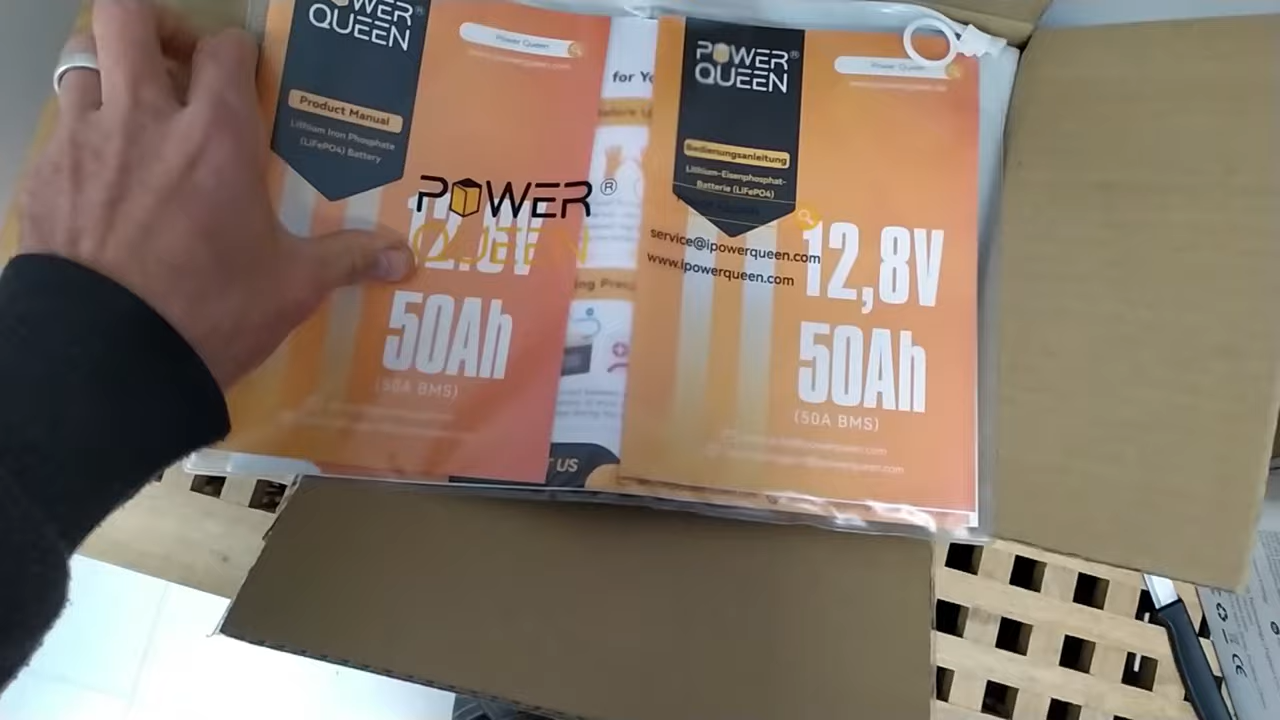 POWER®
QUEEN
Power Queen
Product Manual
Lithium Iron Phosphate
(LiFePO4) Battery
50Ah
(50A BMS)
for Yo
POWER®
QUEEN
service@ipowerqueen.com
www.ipowerqueen.com
US
POWER®
QUEEN
Power Queen
Bedienungsanleitung
Lithium-Eisenphosphat-
Batterie (LiFePO4)
12,8V
50Ah
(50A BMS)